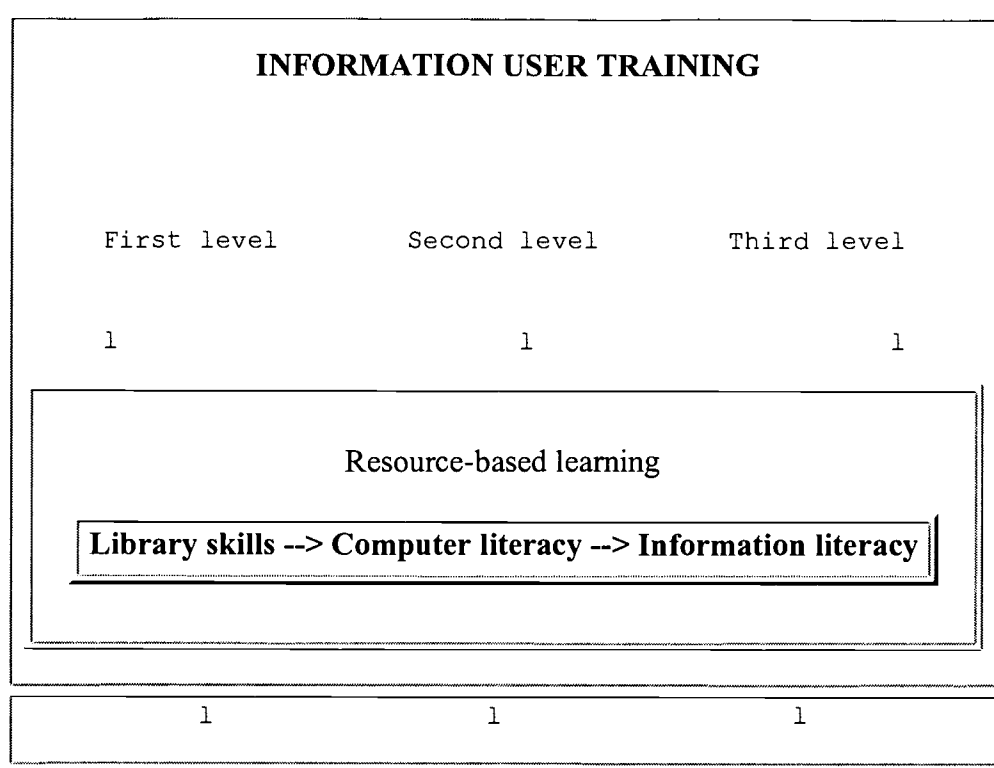 INFORMATION USER TRAINING
First level Second level Third level
l l l
Resource-based learning
Library skills --> Computer literacy --> Information literacy
l l l